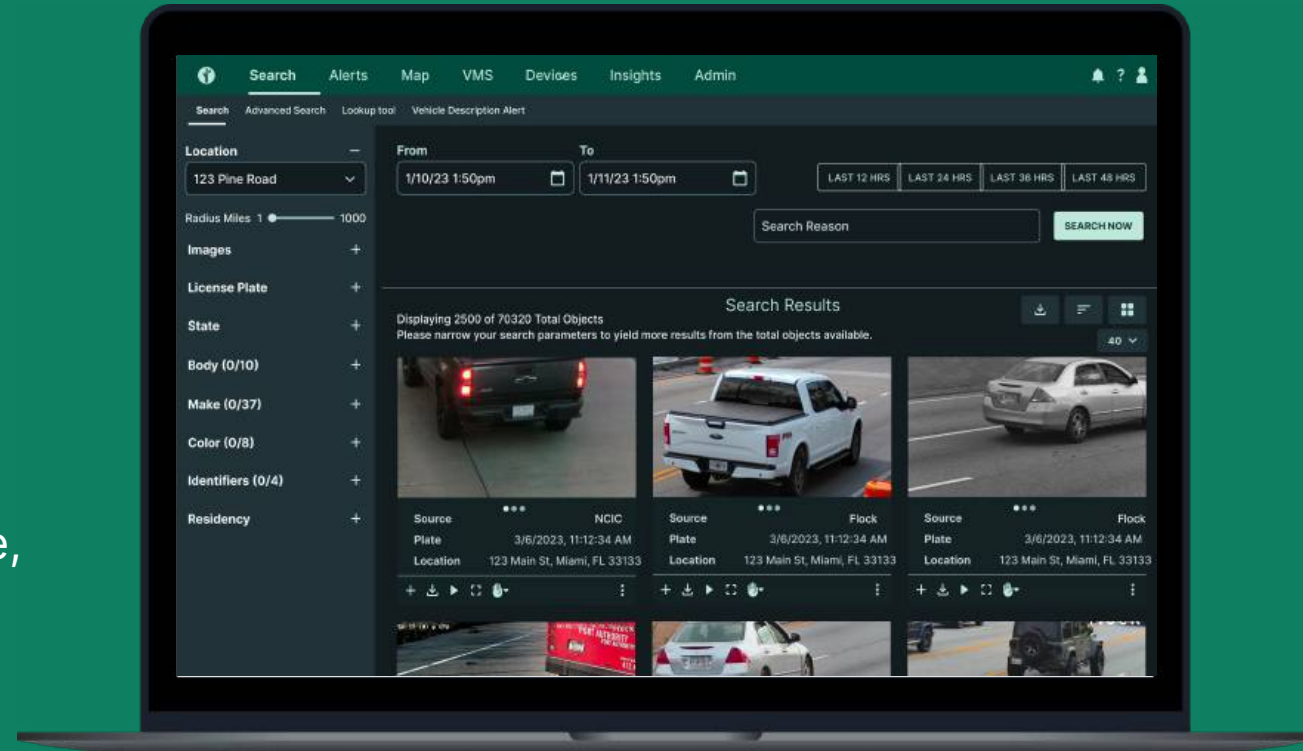 Search Alerts Map VMS Devices Insights Admin ?
Search Advanced Search Lookup tool Vehicle Description Alert
Location −
123 Pine Road
Radius Miles 1 1000
Images +
License Plate +
State +
Body (0/10) +
Make (0/37) +
Color (0/8) +
Identifiers (0/4) +
Residency +
From To
1/10/23 1:50pm 1/11/23 1:50pm
LAST 12 HRS LAST 24 HRS LAST 36 HRS LAST 48 HRS
Search Reason SEARCH NOW
Search Results
Displaying 2500 of 70320 Total Objects
Please narrow your search parameters to yield more results from the total objects available.
40
Source NCIC
Plate 3/6/2023, 11:12:34 AM
Location 123 Main St, Miami, FL 33133
Source Flock
Plate 3/6/2023, 11:12:34 AM
Location 123 Main St, Miami, FL 33133
Source Flock
Plate 3/6/2023, 11:12:34 AM
Location 123 Main St, Miami, FL 33133
PORT AUTHORITY
e,